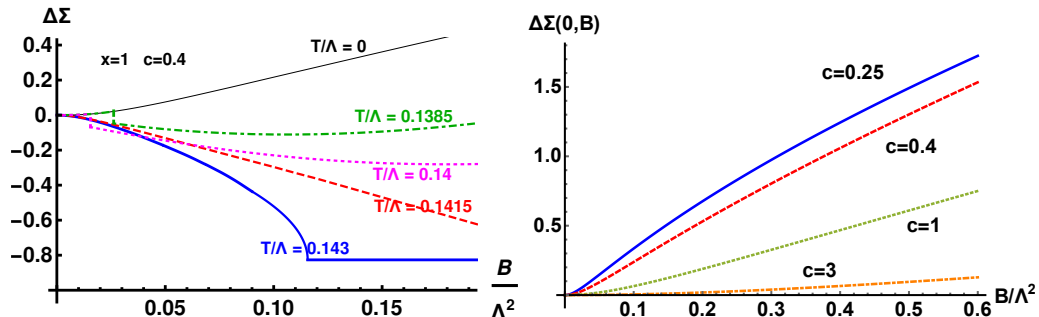 ΔΣ
x=1 c=0.4
T/Λ = 0
T/Λ = 0.1385
T/Λ = 0.14
T/Λ = 0.1415
T/Λ = 0.143
0.4
0.2
0.
-0.2
-0.4
-0.6
-0.8
0.05
0.10
0.15
B
Λ²
ΔΣ(0,B)
c=0.25
c=0.4
c=1
c=3
1.5
1.0
0.5
0.1
0.2
0.3
0.4
0.5
0.6
B/Λ²